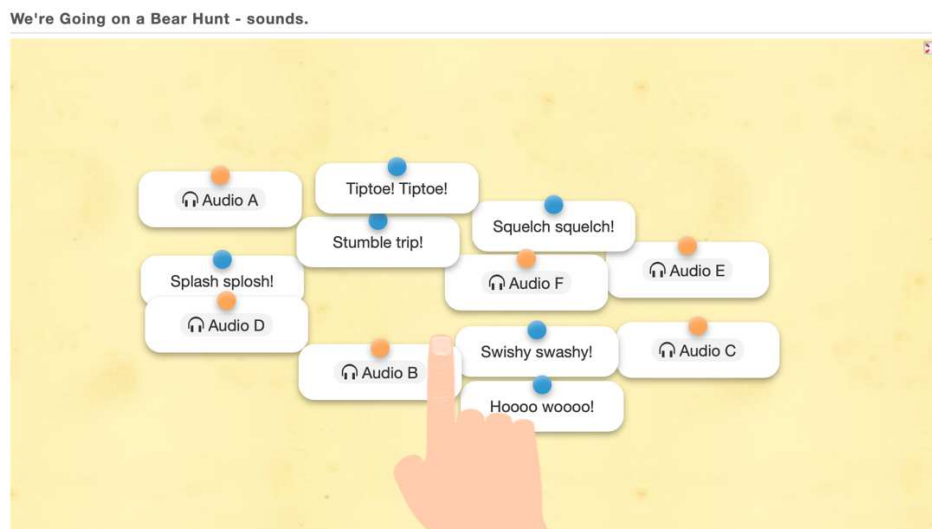 We're Going on a Bear Hunt - sounds.
Audio A
Tiptoe! Tiptoe!
Squelch squelch!
Stumble trip!
Splash splosh!
Audio F
Audio E
Audio D
Swishy swashy!
Audio C
Audio B
Hoooo woooo!